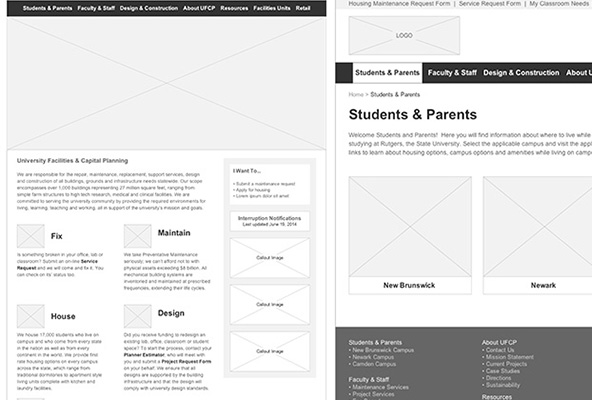 Students & Parents Faculty & Staff Design & Construction About UFCP Resources Facilities Units Retail
University Facilities & Capital Planning
We are responsible for the repair, maintenance, replacement, support services, design
and construction of all buildings, grounds and infrastructure needs statewide. Our scope
encompasses over 1,000 buildings representing 27 million square feet, ranging from
simple farm structures to high tech research, medical and clinical facilities. We are
committed to serving the university community by providing the required environments for
living, learning, teaching and working, all in support of the university's mission and goals.
Fix
Is something broken in your office, lab or
classroom? Submit an on-line Service
Request and we will come and fix it. You
can check on its' status too.
Maintain
We take Preventative Maintenance
seriously; we can't afford not to with
physical assets exceeding $8 billion. All
mechanical building systems are
inventoried and maintained at prescribed
frequencies, extending their life cycles.
House
We house 17,000 students who live on
campus and who come from every state
in the nation as well as from every
continent in the world. We provide first
rate housing options on every campus
across the state, which range from
traditional dormitories to apartment style
living units complete with kitchen and
laundry facilities.
Design
Did you receive funding to redesign an
existing lab, office, classroom or student
space? To start the process, contact your
Planner Estimator, who will meet with
you and submit a Project Request Form
on your behalf. We ensure that all
designs are supported by the building
infrastructure and that the design will
comply with university design standards.
I Want To...
• Submit a maintenance request
• Apply for housing
• Lorem ipsum dolor sit amet
Interruption Notifications
Last updated June 19, 2014
Callout Image
Callout Image
Callout Image
Housing Maintenance Request Form | Service Request Form | My Classroom Needs
LOGO
Students & Parents Faculty & Staff Design & Construction About U
Home > Students & Parents
Students & Parents
Welcome Students and Parents! Here you will find information about where to live while
studying at Rutgers, the State University. Select the applicable campus and visit the app
links to learn about housing options, campus options and amenities while living on camp
New Brunswick
Newark
Students & Parents
• New Brunswick Campus
• Newark Campus
• Camden Campus
Faculty & Staff
• Maintenance Services
• Project Services
About UFCP
• Contact Us
• Mission Statement
• Current Projects
• Case Studies
• Directions
• Sustainability
Resources